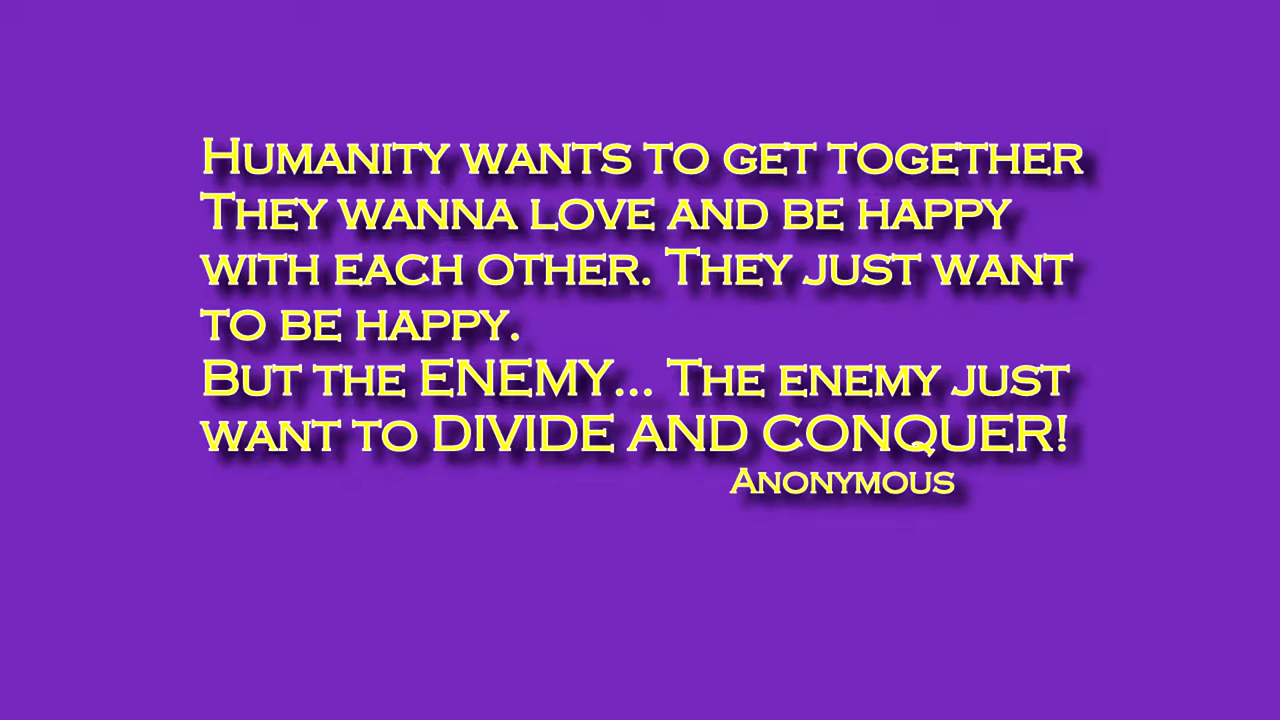 Humanity wants to get together
They wanna love and be happy
with each other. They just want
to be happy.
But the ENEMY... The enemy just
want to DIVIDE AND CONQUER!
Anonymous